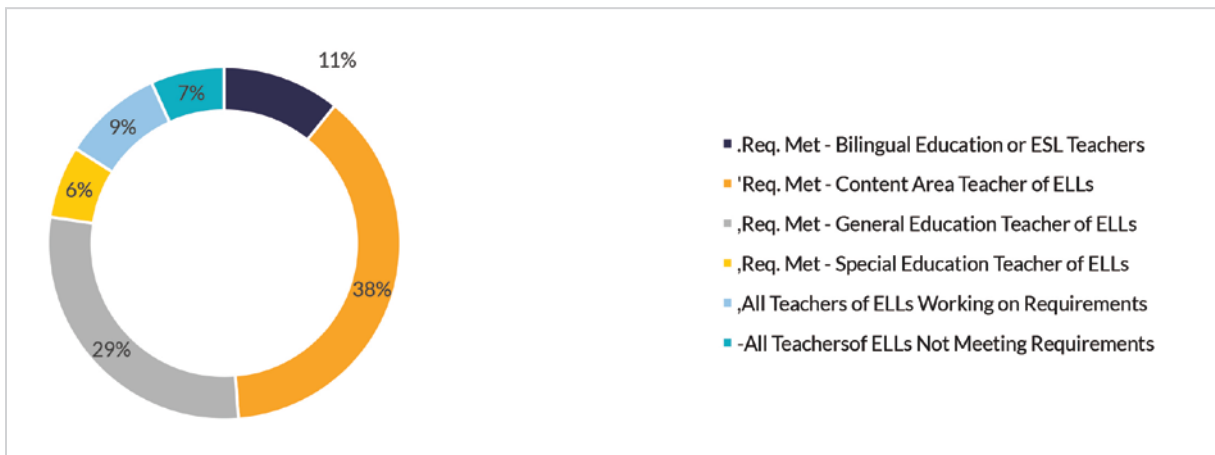 11%
7%
9%
6%
38%
29%
.Req. Met - Bilingual Education or ESL Teachers
'Req. Met - Content Area Teacher of ELLs
,Req. Met - General Education Teacher of ELLs
,Req. Met - Special Education Teacher of ELLs
,All Teachers of ELLs Working on Requirements
-All Teachersof ELLs Not Meeting Requirements